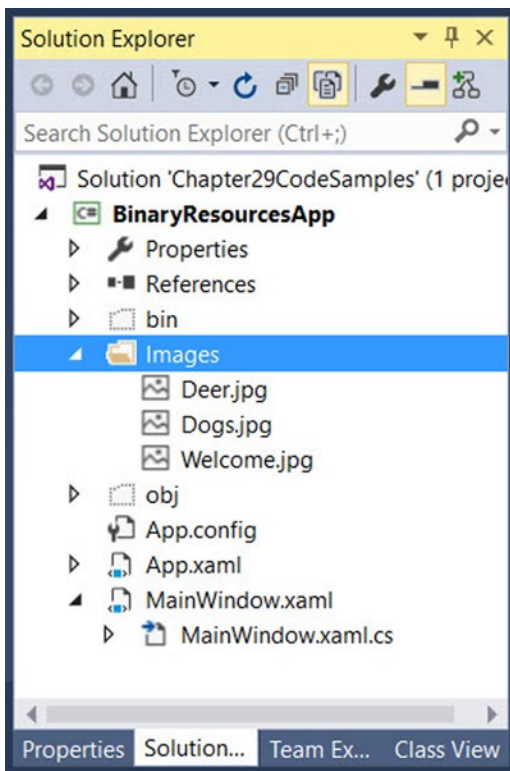 Solution Explorer
Search Solution Explorer (Ctrl+;)
Solution 'Chapter29CodeSamples' (1 proje
C# BinaryResourcesApp
Properties
References
bin
Images
Deer.jpg
Dogs.jpg
Welcome.jpg
obj
App.config
App.xaml
MainWindow.xaml
MainWindow.xaml.cs
Properties Solution... Team Ex... Class View